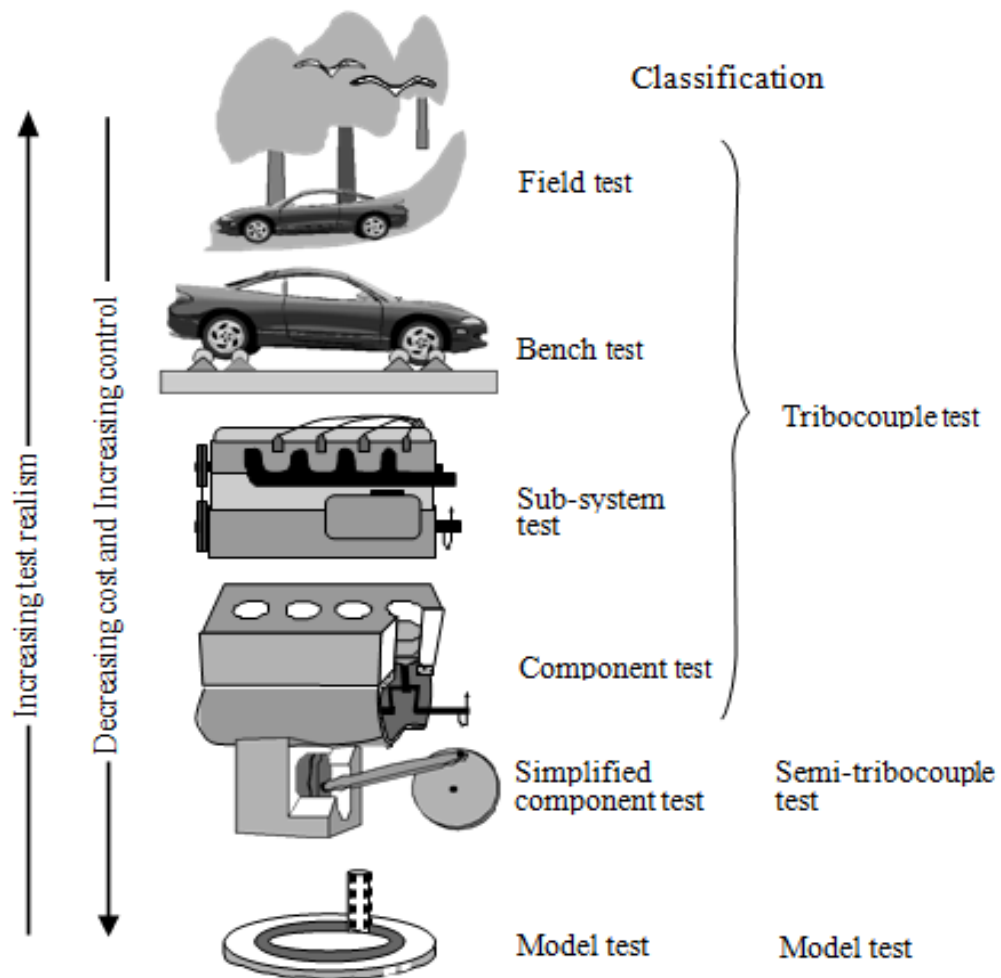 Classification
Field test
Bench test
Tribocouple test
Sub-system
test
Component test
Simplified
component test
Semi-tribocouple
test
Model test
Model test
Increasing test realism
Decreasing cost and Increasing control